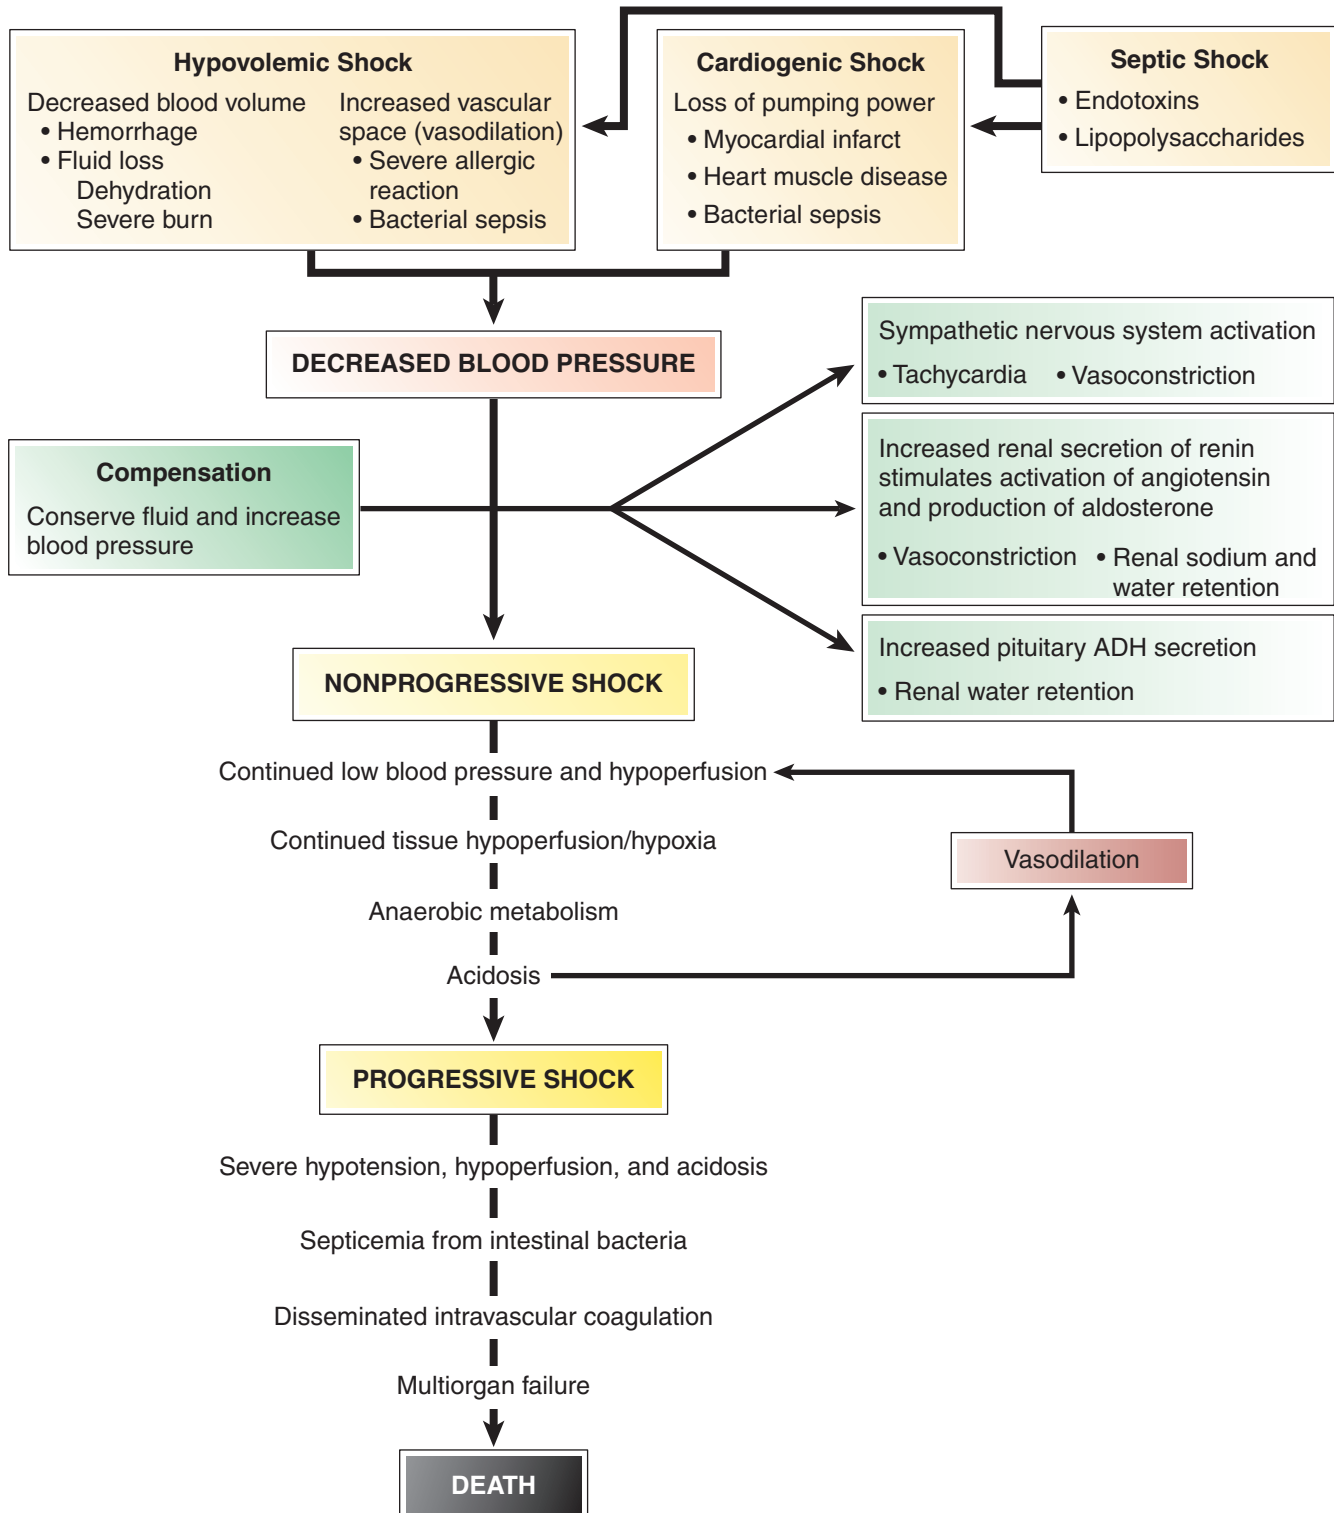 Hypovolemic Shock
Decreased blood volume
• Hemorrhage
• Fluid loss
Dehydration
Severe burn
Increased vascular
space (vasodilation)
• Severe allergic
reaction
• Bacterial sepsis
Cardiogenic Shock
Loss of pumping power
• Myocardial infarct
• Heart muscle disease
• Bacterial sepsis
Septic Shock
• Endotoxins
• Lipopolysaccharides
DECREASED BLOOD PRESSURE
Sympathetic nervous system activation
• Tachycardia • Vasoconstriction
Compensation
Conserve fluid and increase
blood pressure
Increased renal secretion of renin
stimulates activation of angiotensin
and production of aldosterone
• Vasoconstriction • Renal sodium and
water retention
Increased pituitary ADH secretion
• Renal water retention
NONPROGRESSIVE SHOCK
Continued low blood pressure and hypoperfusion
Continued tissue hypoperfusion/hypoxia
Vasodilation
Anaerobic metabolism
Acidosis
PROGRESSIVE SHOCK
Severe hypotension, hypoperfusion, and acidosis
Septicemia from intestinal bacteria
Disseminated intravascular coagulation
Multiorgan failure
DEATH